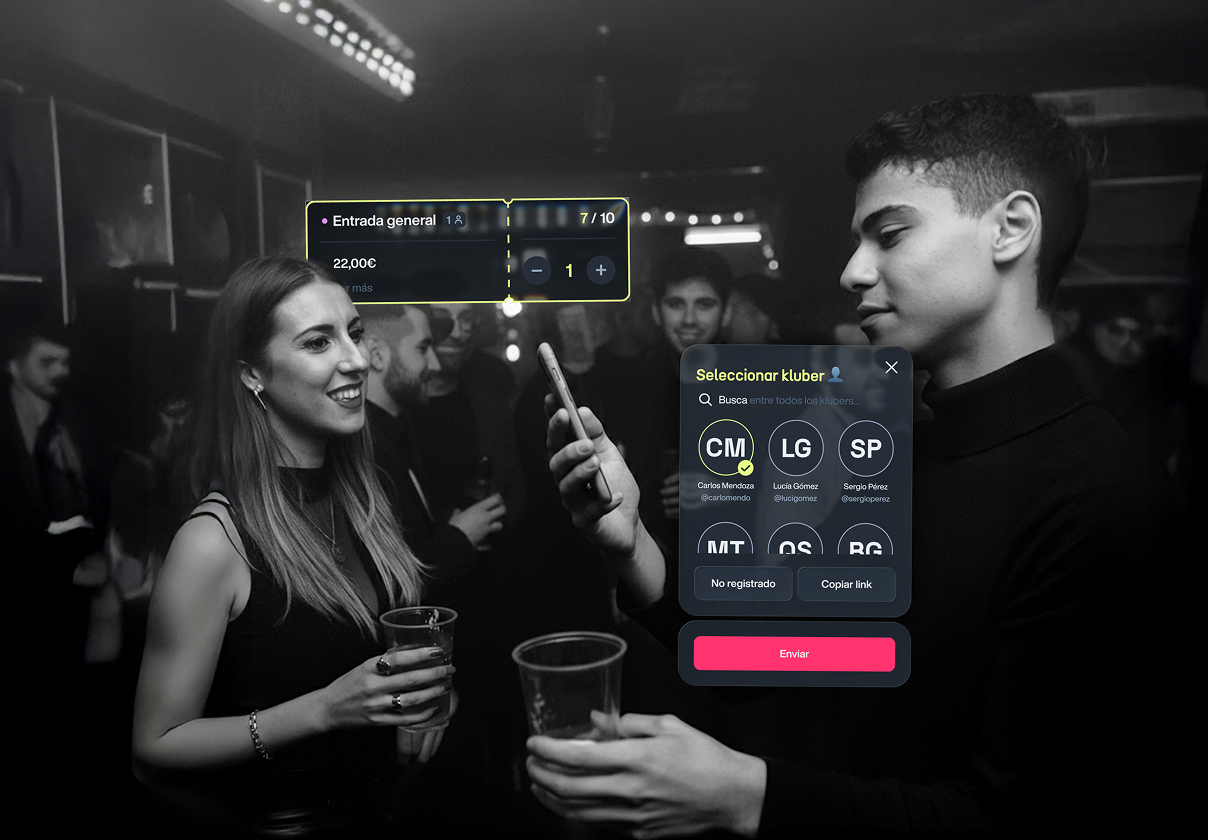 Entrada general 1
7 / 10
22,00€
r más
1
Seleccionar kluber
Busca entre todos los klubers...
CM LG SP
Carlos Mendoza Lucía Gómez Sergio Pérez
@carlomendo @lucigomez @sergioperez
MT OS BG
No registrado Copiar link
Enviar